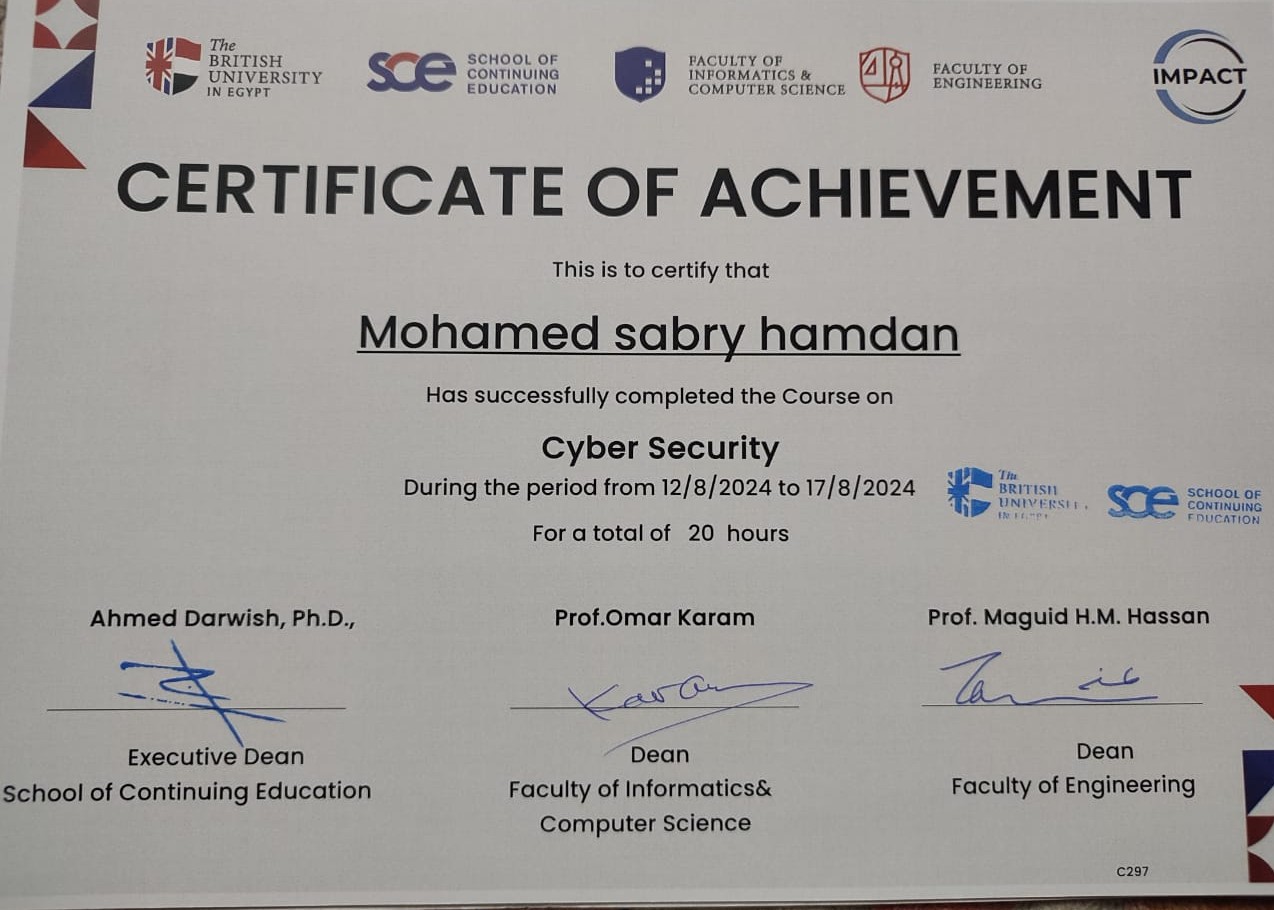 The
BRITISH
UNIVERSITY
IN EGYPT
sce
SCHOOL OF
CONTINUING
EDUCATION
FACULTY OF
INFORMATICS &
COMPUTER SCIENCE
FACULTY OF
ENGINEERING
IMPACT
CERTIFICATE OF ACHIEVEMENT
This is to certify that
Mohamed sabry hamdan
Has successfully completed the Course on
Cyber Security
During the period from 12/8/2024 to 17/8/2024
For a total of 20 hours
The
BRITISH
sce
SCHOOL OF
CONTINUING
EDUCATION
Ahmed Darwish, Ph.D.,
Prof.Omar Karam
Prof. Maguid H.M. Hassan
Karam
Executive Dean
School of Continuing Education
Dean
Faculty of Informatics&
Computer Science
Dean
Faculty of Engineering
C297